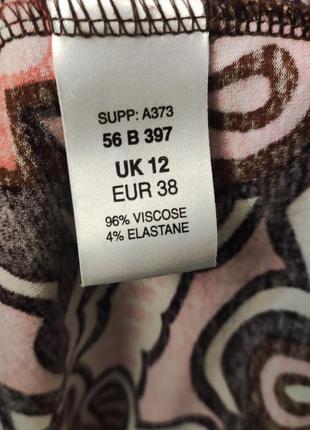 SUPP: A373
56 B 397
UK 12
EUR 38
96% VISCOSE
4% ELASTANE